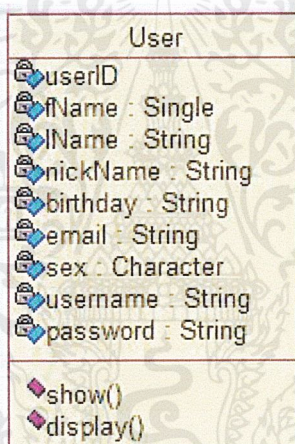 User
userID
fName : Single
lName : String
nickName : String
birthday : String
email : String
sex : Character
username : String
password : String
show()
display()